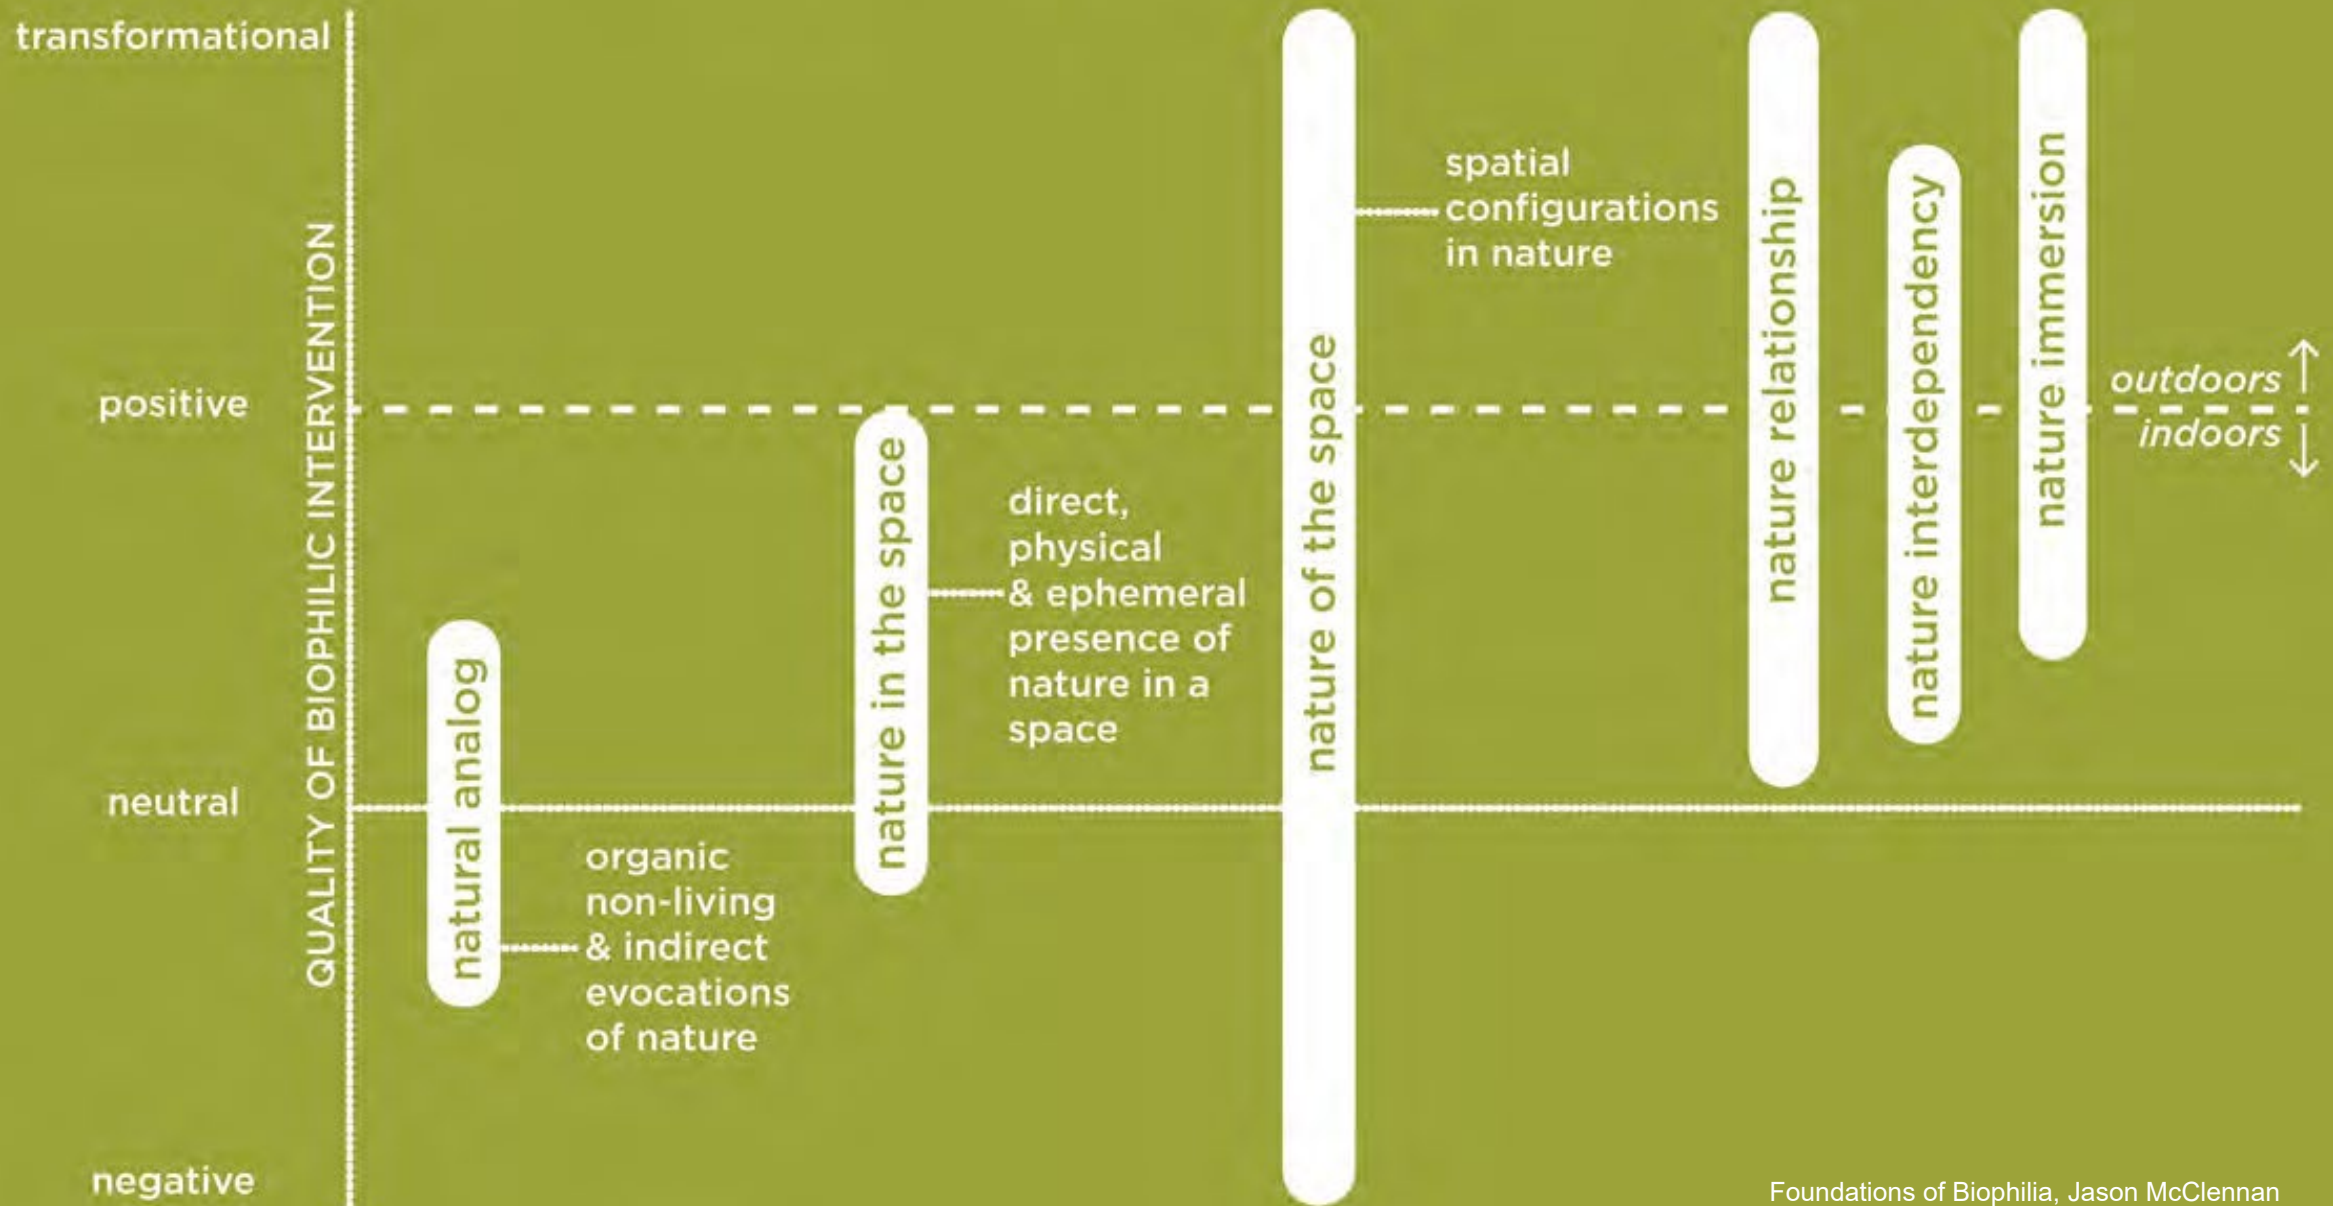 transformational
positive
neutral
negative
QUALITY OF BIOPHILIC INTERVENTION
natural analog
organic
non-living
& indirect
evocations
of nature
nature in the space
direct,
physical
& ephemeral
presence of
nature in a
space
nature of the space
spatial
configurations
in nature
nature relationship
nature interdependency
nature immersion
outdoors ↑
indoors ↓
Foundations of Biophilia, Jason McClennan